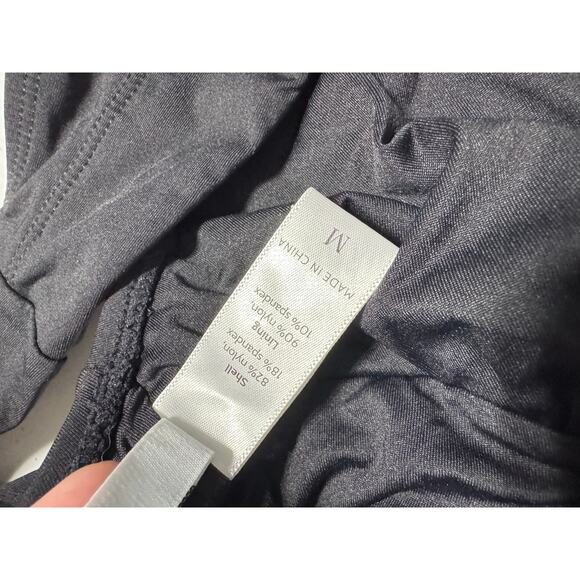 Shell
82% nylon,
18% spandex
Lining
90% nylon,
10% spandex
MADE IN CHINA
M